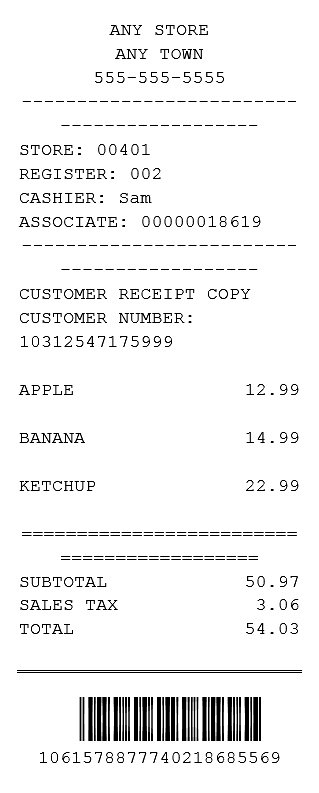 ANY STORE
ANY TOWN
555-555-5555
-------------------------
------------------
STORE: 00401
REGISTER: 002
CASHIER: Sam
ASSOCIATE: 00000018619
-------------------------
------------------
CUSTOMER RECEIPT COPY
CUSTOMER NUMBER:
10312547175999
APPLE 12.99
BANANA 14.99
KETCHUP 22.99
=========================
==================
SUBTOTAL 50.97
SALES TAX 3.06
TOTAL 54.03
1061578877740218685569